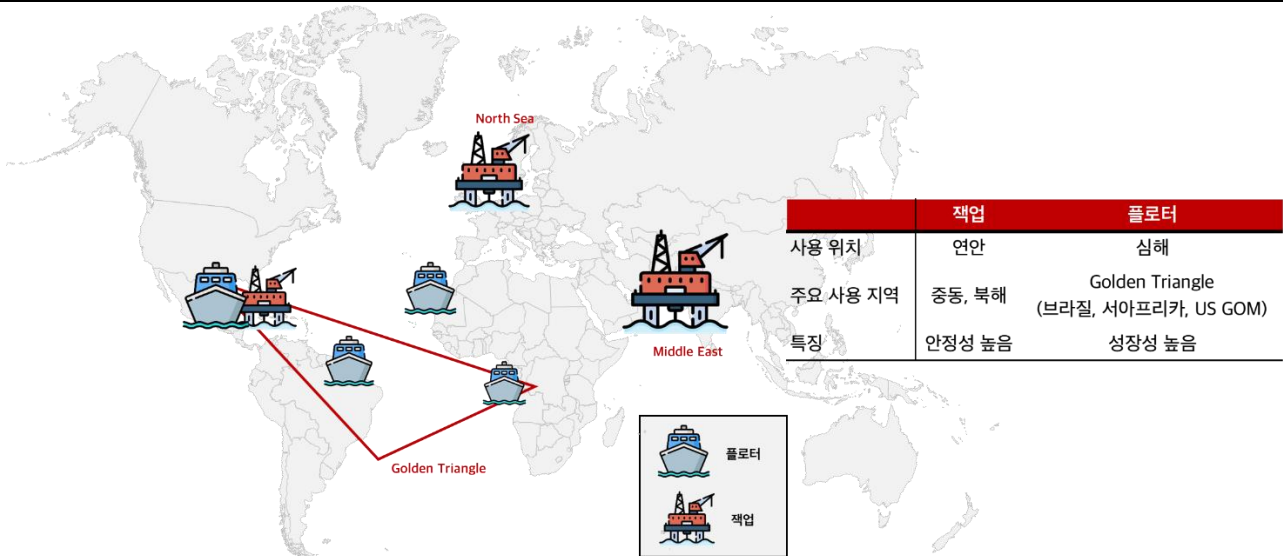 North Sea
잭업 플로터
사용 위치 연안 심해
주요 사용 지역 중동, 북해 Golden Triangle
(브라질, 서아프리카, US GOM)
특징 안정성 높음 성장성 높음
Middle East
Golden Triangle
플로터
잭업